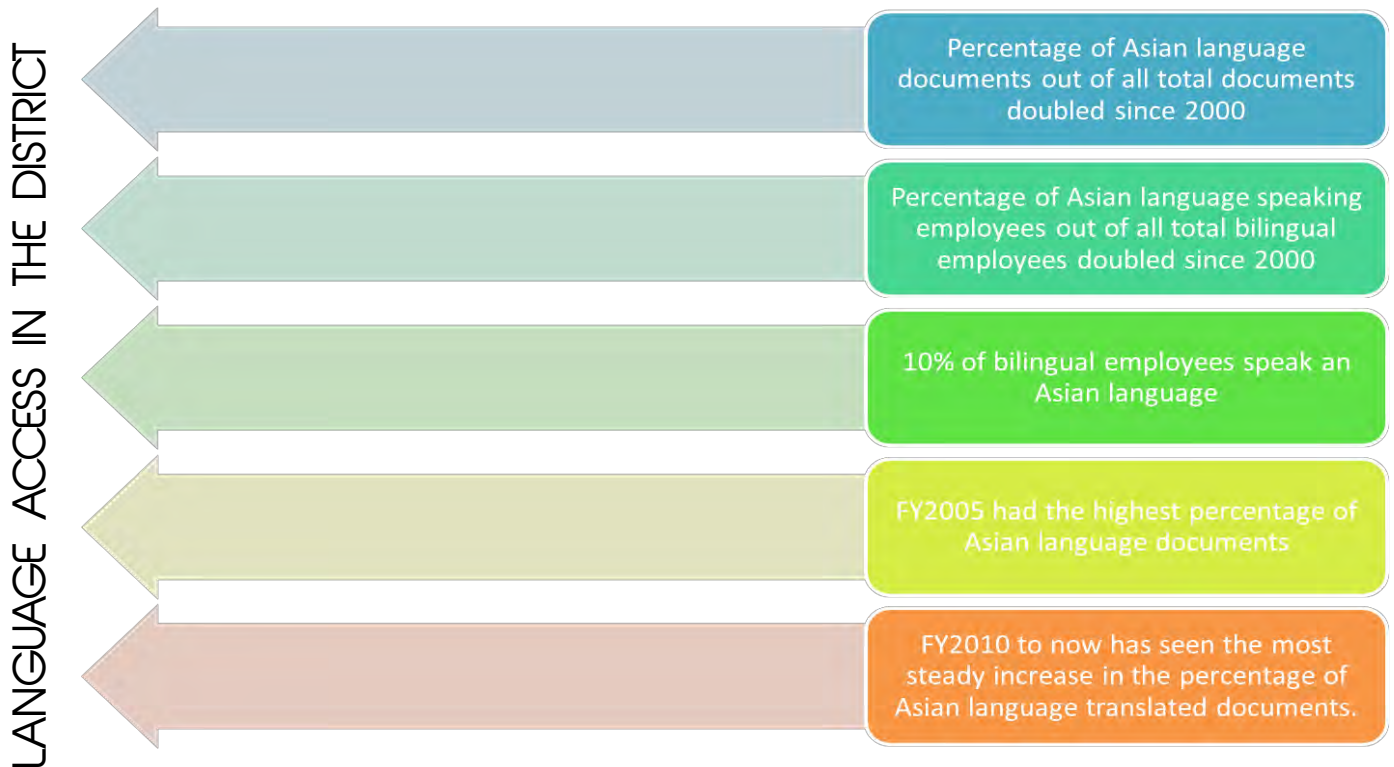 LANGUAGE ACCESS IN THE DISTRICT
Percentage of Asian language
documents out of all total documents
doubled since 2000
Percentage of Asian language speaking
employees out of all total bilingual
employees doubled since 2000
10% of bilingual employees speak an
Asian language
FY2005 had the highest percentage of
Asian language documents
FY2010 to now has seen the most
steady increase in the percentage of
Asian language translated documents.